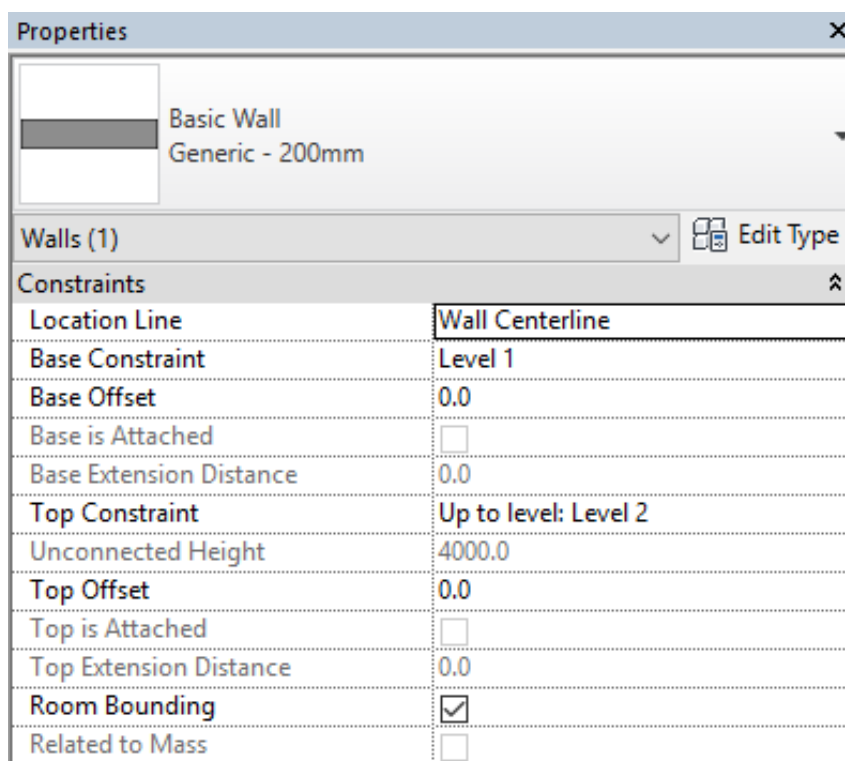 Properties
Basic Wall
Generic - 200mm
Walls (1)
Edit Type
Constraints
Location Line Wall Centerline
Base Constraint Level 1
Base Offset 0.0
Base is Attached
Base Extension Distance 0.0
Top Constraint Up to level: Level 2
Unconnected Height 4000.0
Top Offset 0.0
Top is Attached
Top Extension Distance 0.0
Room Bounding
Related to Mass